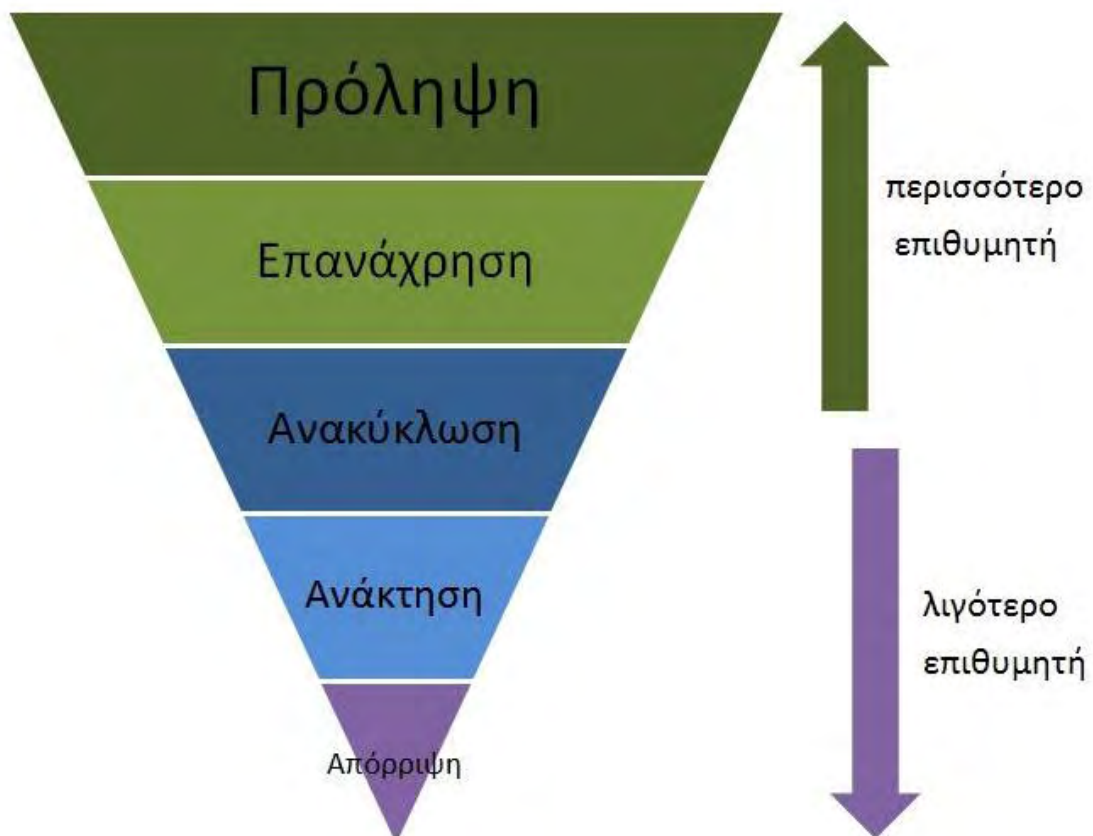 Πρόληψη
Επανάχρηση
Ανακύκλωση
Ανάκτηση
Απόρριψη
περισσότερο
επιθυμητή
λιγότερο
επιθυμητή